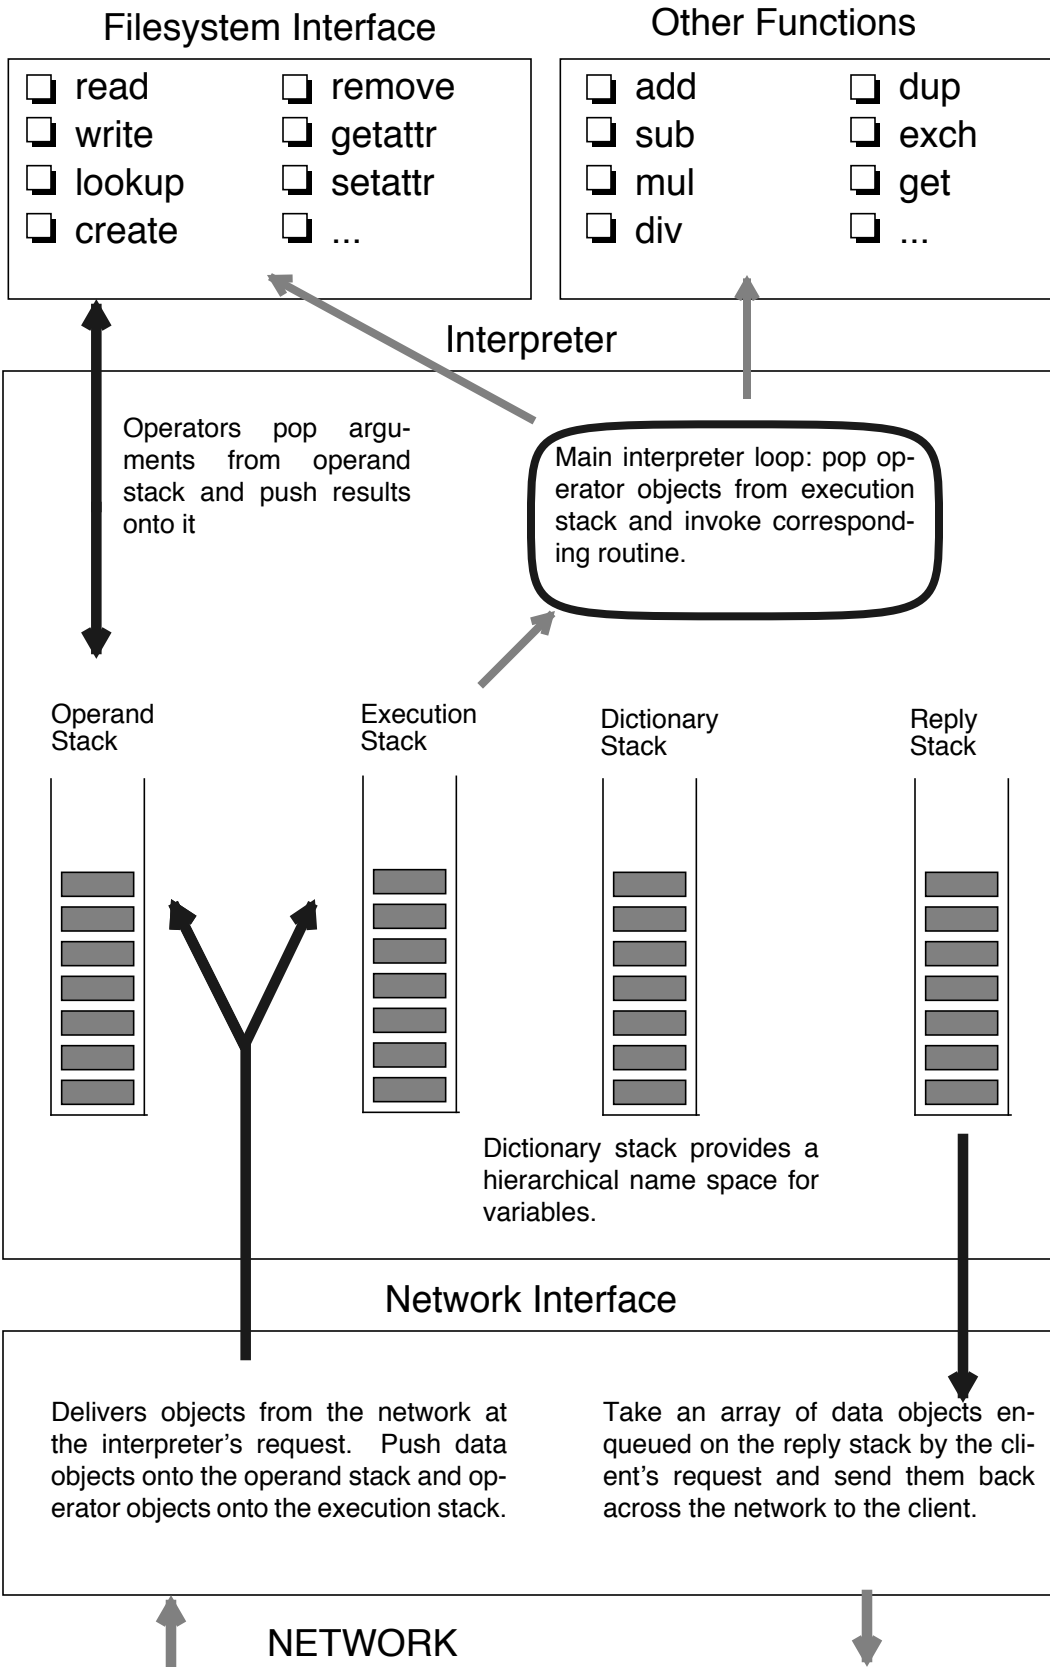 Filesystem Interface
Other Functions
read
write
lookup
create
remove
getattr
setattr
...
add
sub
mul
div
dup
exch
get
...
Interpreter
Operators pop argu-
ments from operand
stack and push results
onto it
Main interpreter loop: pop op-
erator objects from execution
stack and invoke correspond-
ing routine.
Operand
Stack
Execution
Stack
Dictionary
Stack
Reply
Stack
Dictionary stack provides a
hierarchical name space for
variables.
Network Interface
Delivers objects from the network at
the interpreter's request. Push data
objects onto the operand stack and op-
erator objects onto the execution stack.
Take an array of data objects en-
queued on the reply stack by the cli-
ent's request and send them back
across the network to the client.
NETWORK